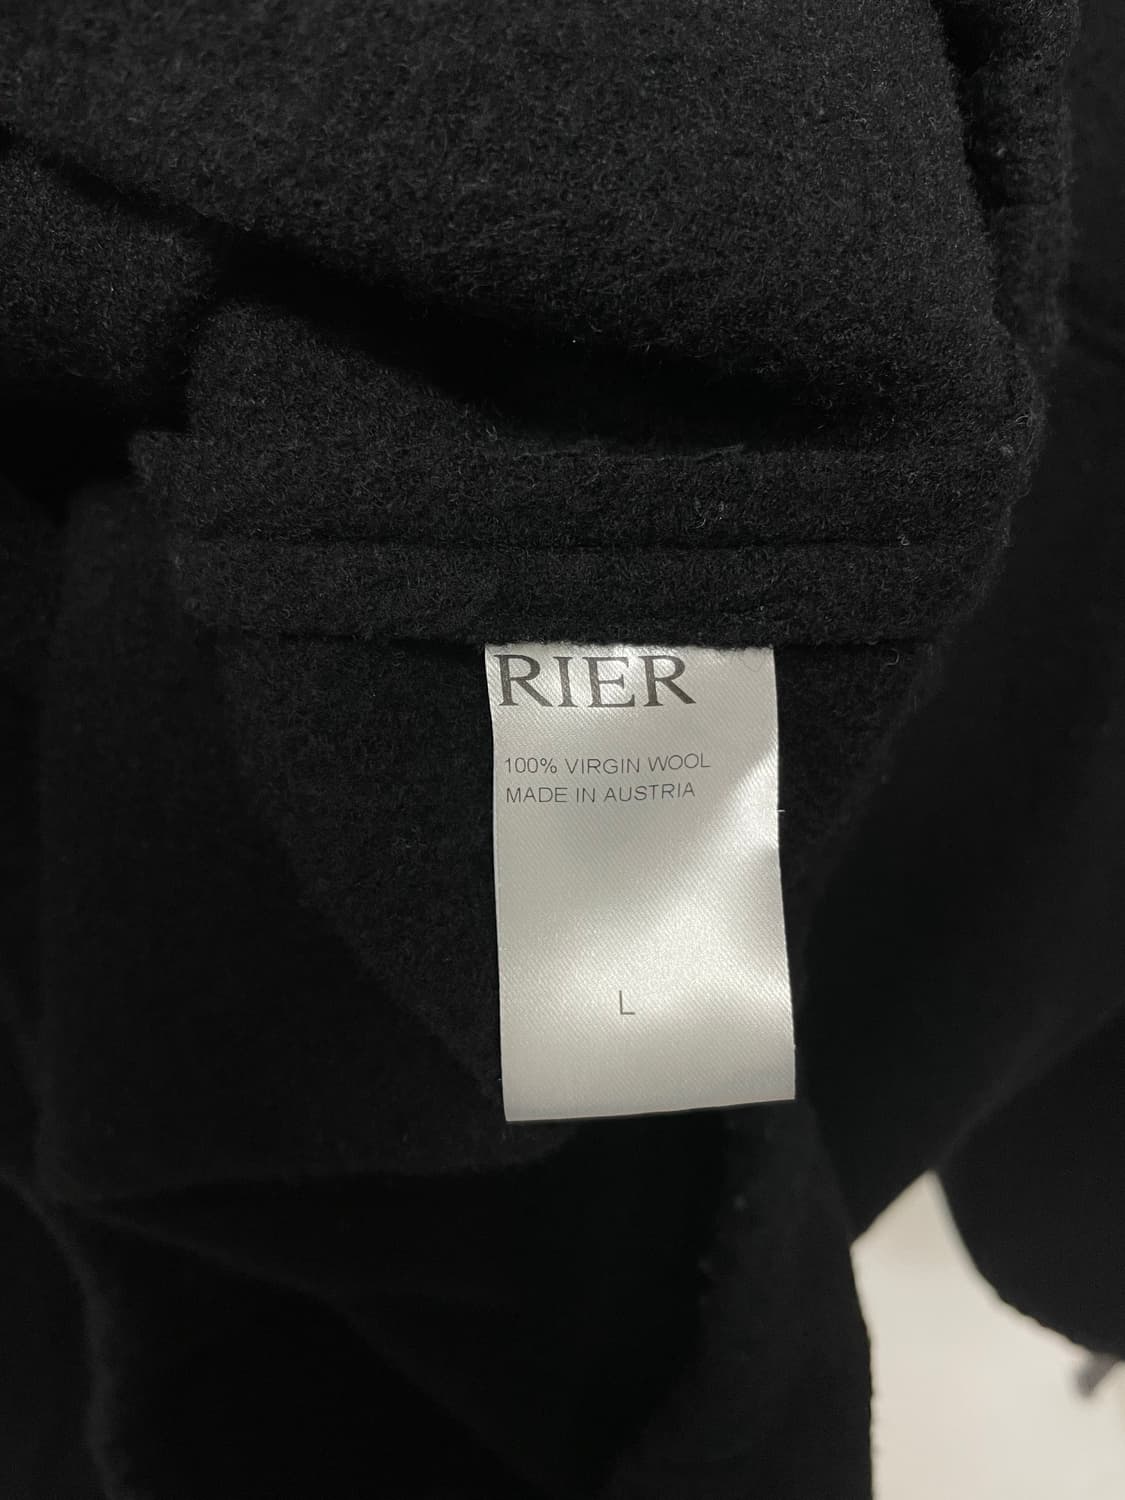 RIER
100% VIRGIN WOOL
MADE IN AUSTRIA
L